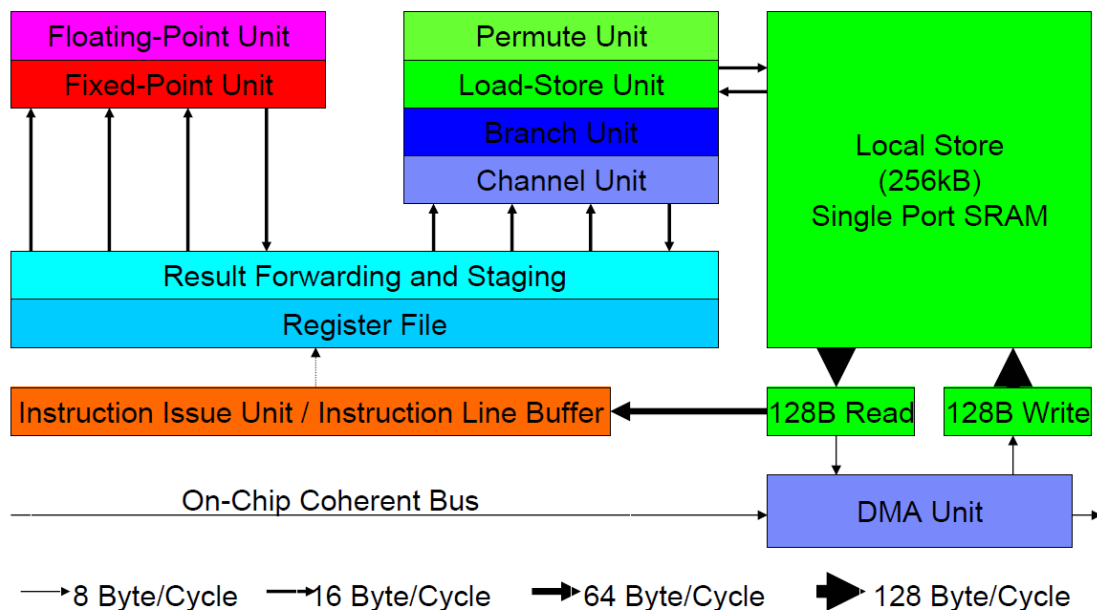 Floating-Point Unit
Fixed-Point Unit
Permute Unit
Load-Store Unit
Branch Unit
Channel Unit
Local Store
(256kB)
Single Port SRAM
Result Forwarding and Staging
Register File
Instruction Issue Unit / Instruction Line Buffer
128B Read
128B Write
On-Chip Coherent Bus
DMA Unit
8 Byte/Cycle
16 Byte/Cycle
64 Byte/Cycle
128 Byte/Cycle